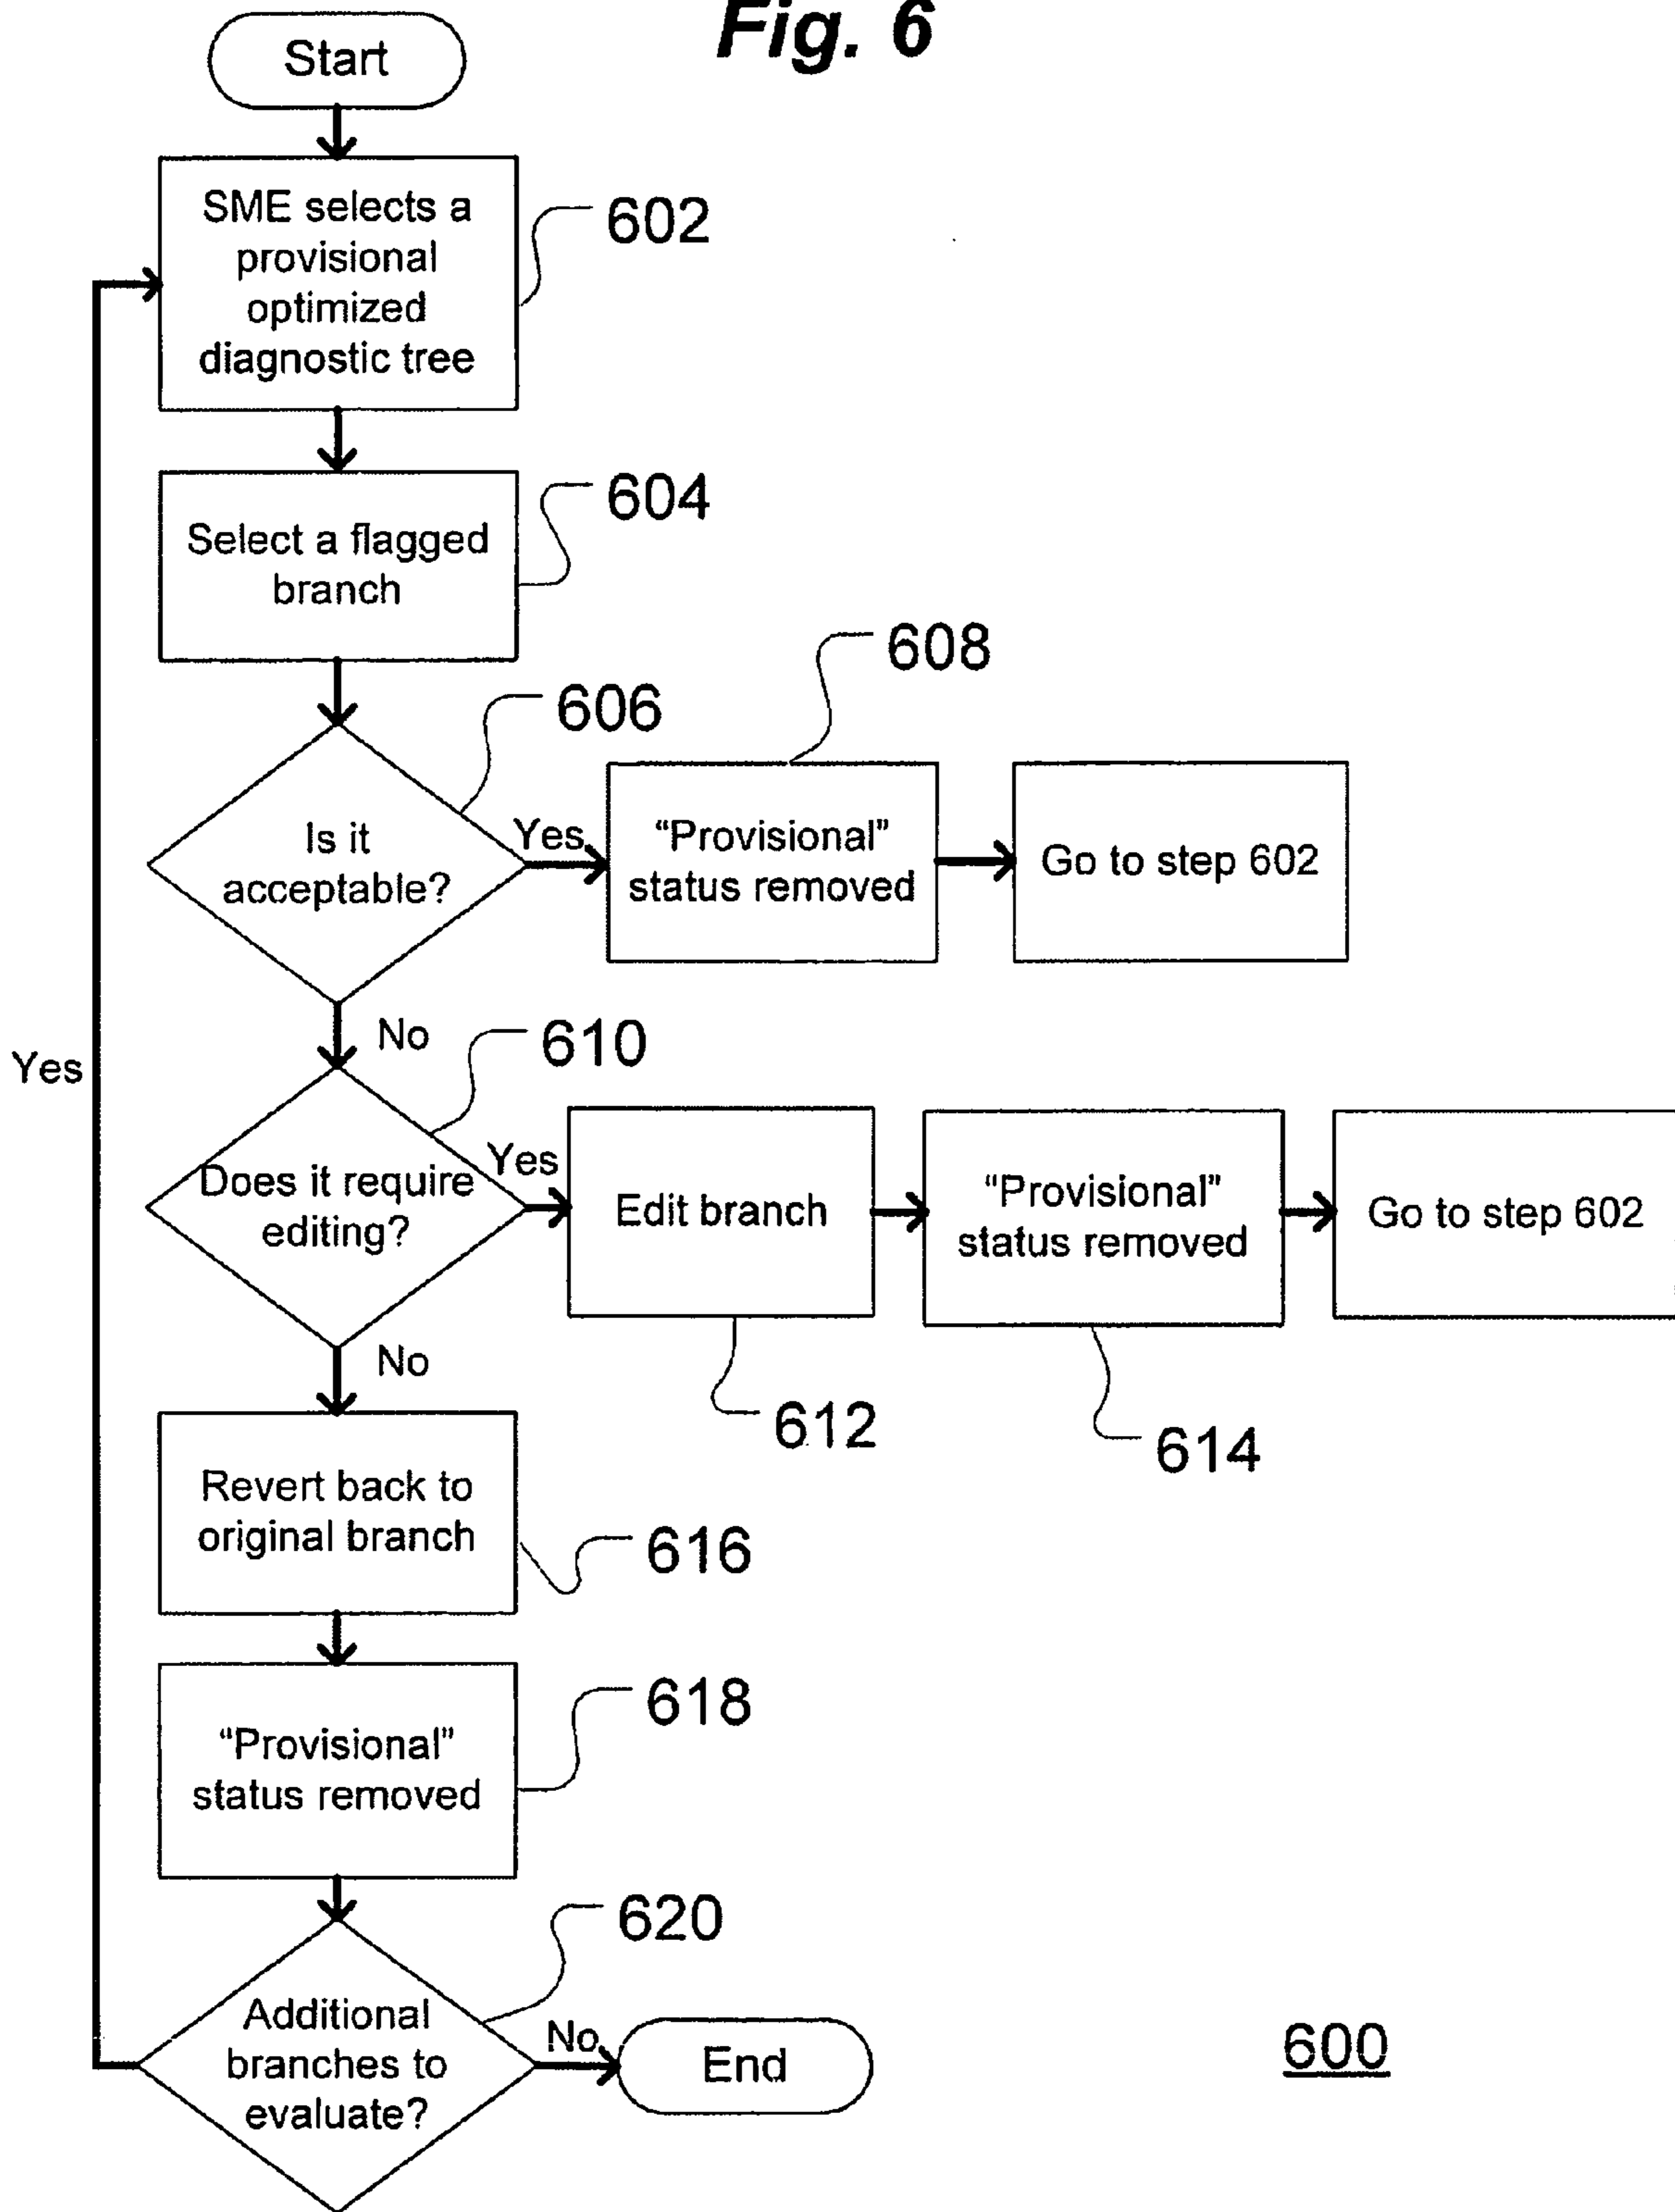 Fig. 6
Start
SME selects a
provisional
optimized
diagnostic tree
602
Select a flagged
branch
604
606
608
Is it
acceptable?
Yes
“Provisional”
status removed
Go to step 602
No
610
Yes
Does it require
editing?
Yes
Edit branch
“Provisional”
status removed
Go to step 602
No
612
614
Revert back to
original branch
616
“Provisional”
status removed
618
620
Additional
branches to
evaluate?
No
End
600